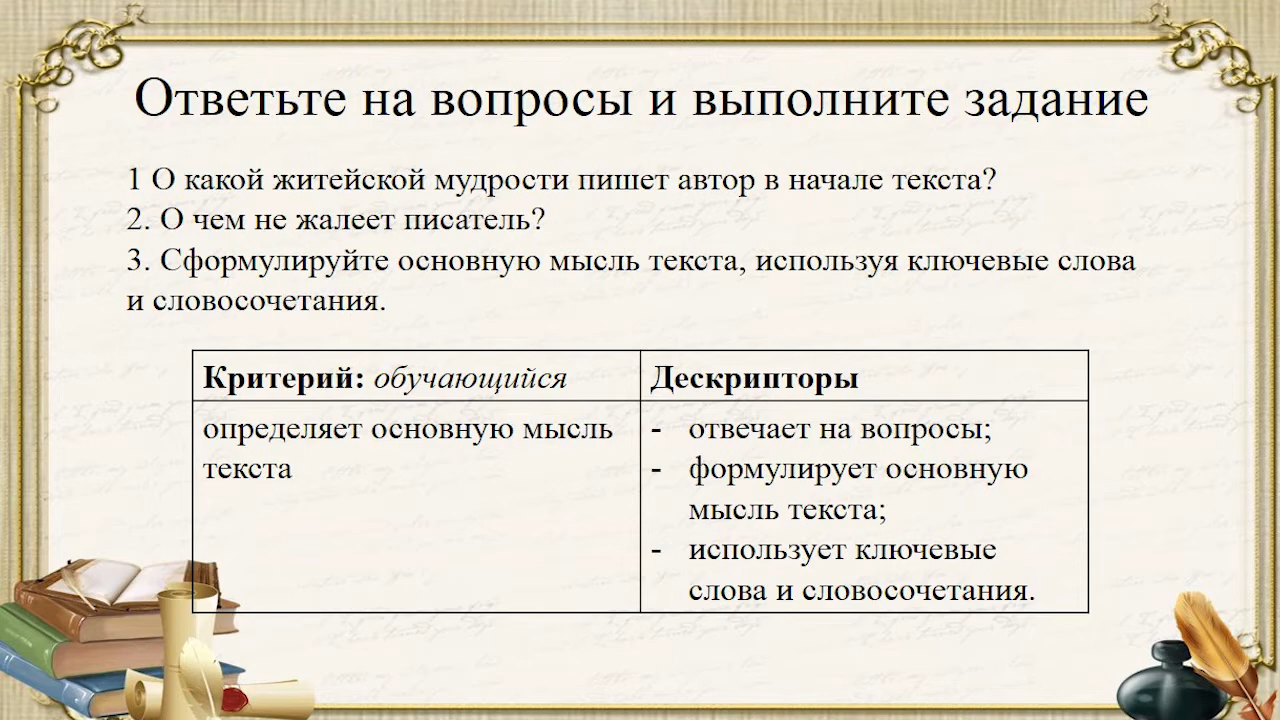 Ответьте на вопросы и выполните задание
1 О какой житейской мудрости пишет автор в начале текста?
2. О чем не жалеет писатель?
3. Сформулируйте основную мысль текста, используя ключевые слова
и словосочетания.
Критерий: обучающийся
Дескрипторы
определяет основную мысль
текста
- отвечает на вопросы;
- формулирует основную
мысль текста;
- использует ключевые
слова и словосочетания.